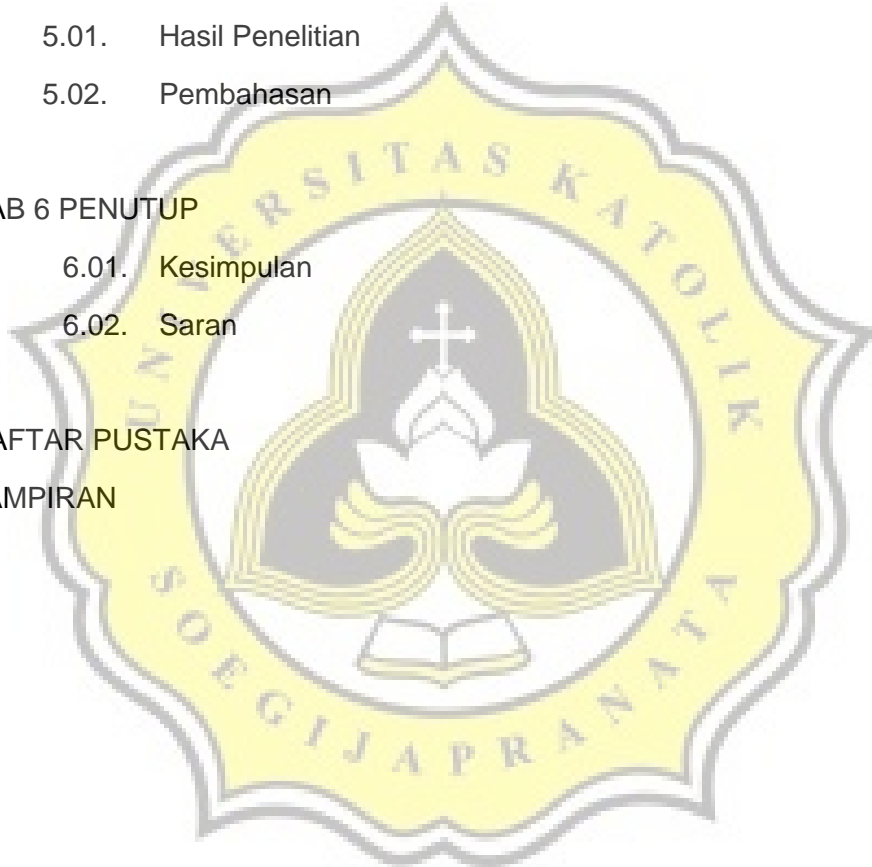 5.01. Hasil Penelitian
5.02. Pembahasan
AB 6 PENUTUP
6.01. Kesimpulan
6.02. Saran
AFTAR PUSTAKA
AMPIRAN
UNIVERSITAS KATOLIK
SOEGIJAPRANATA